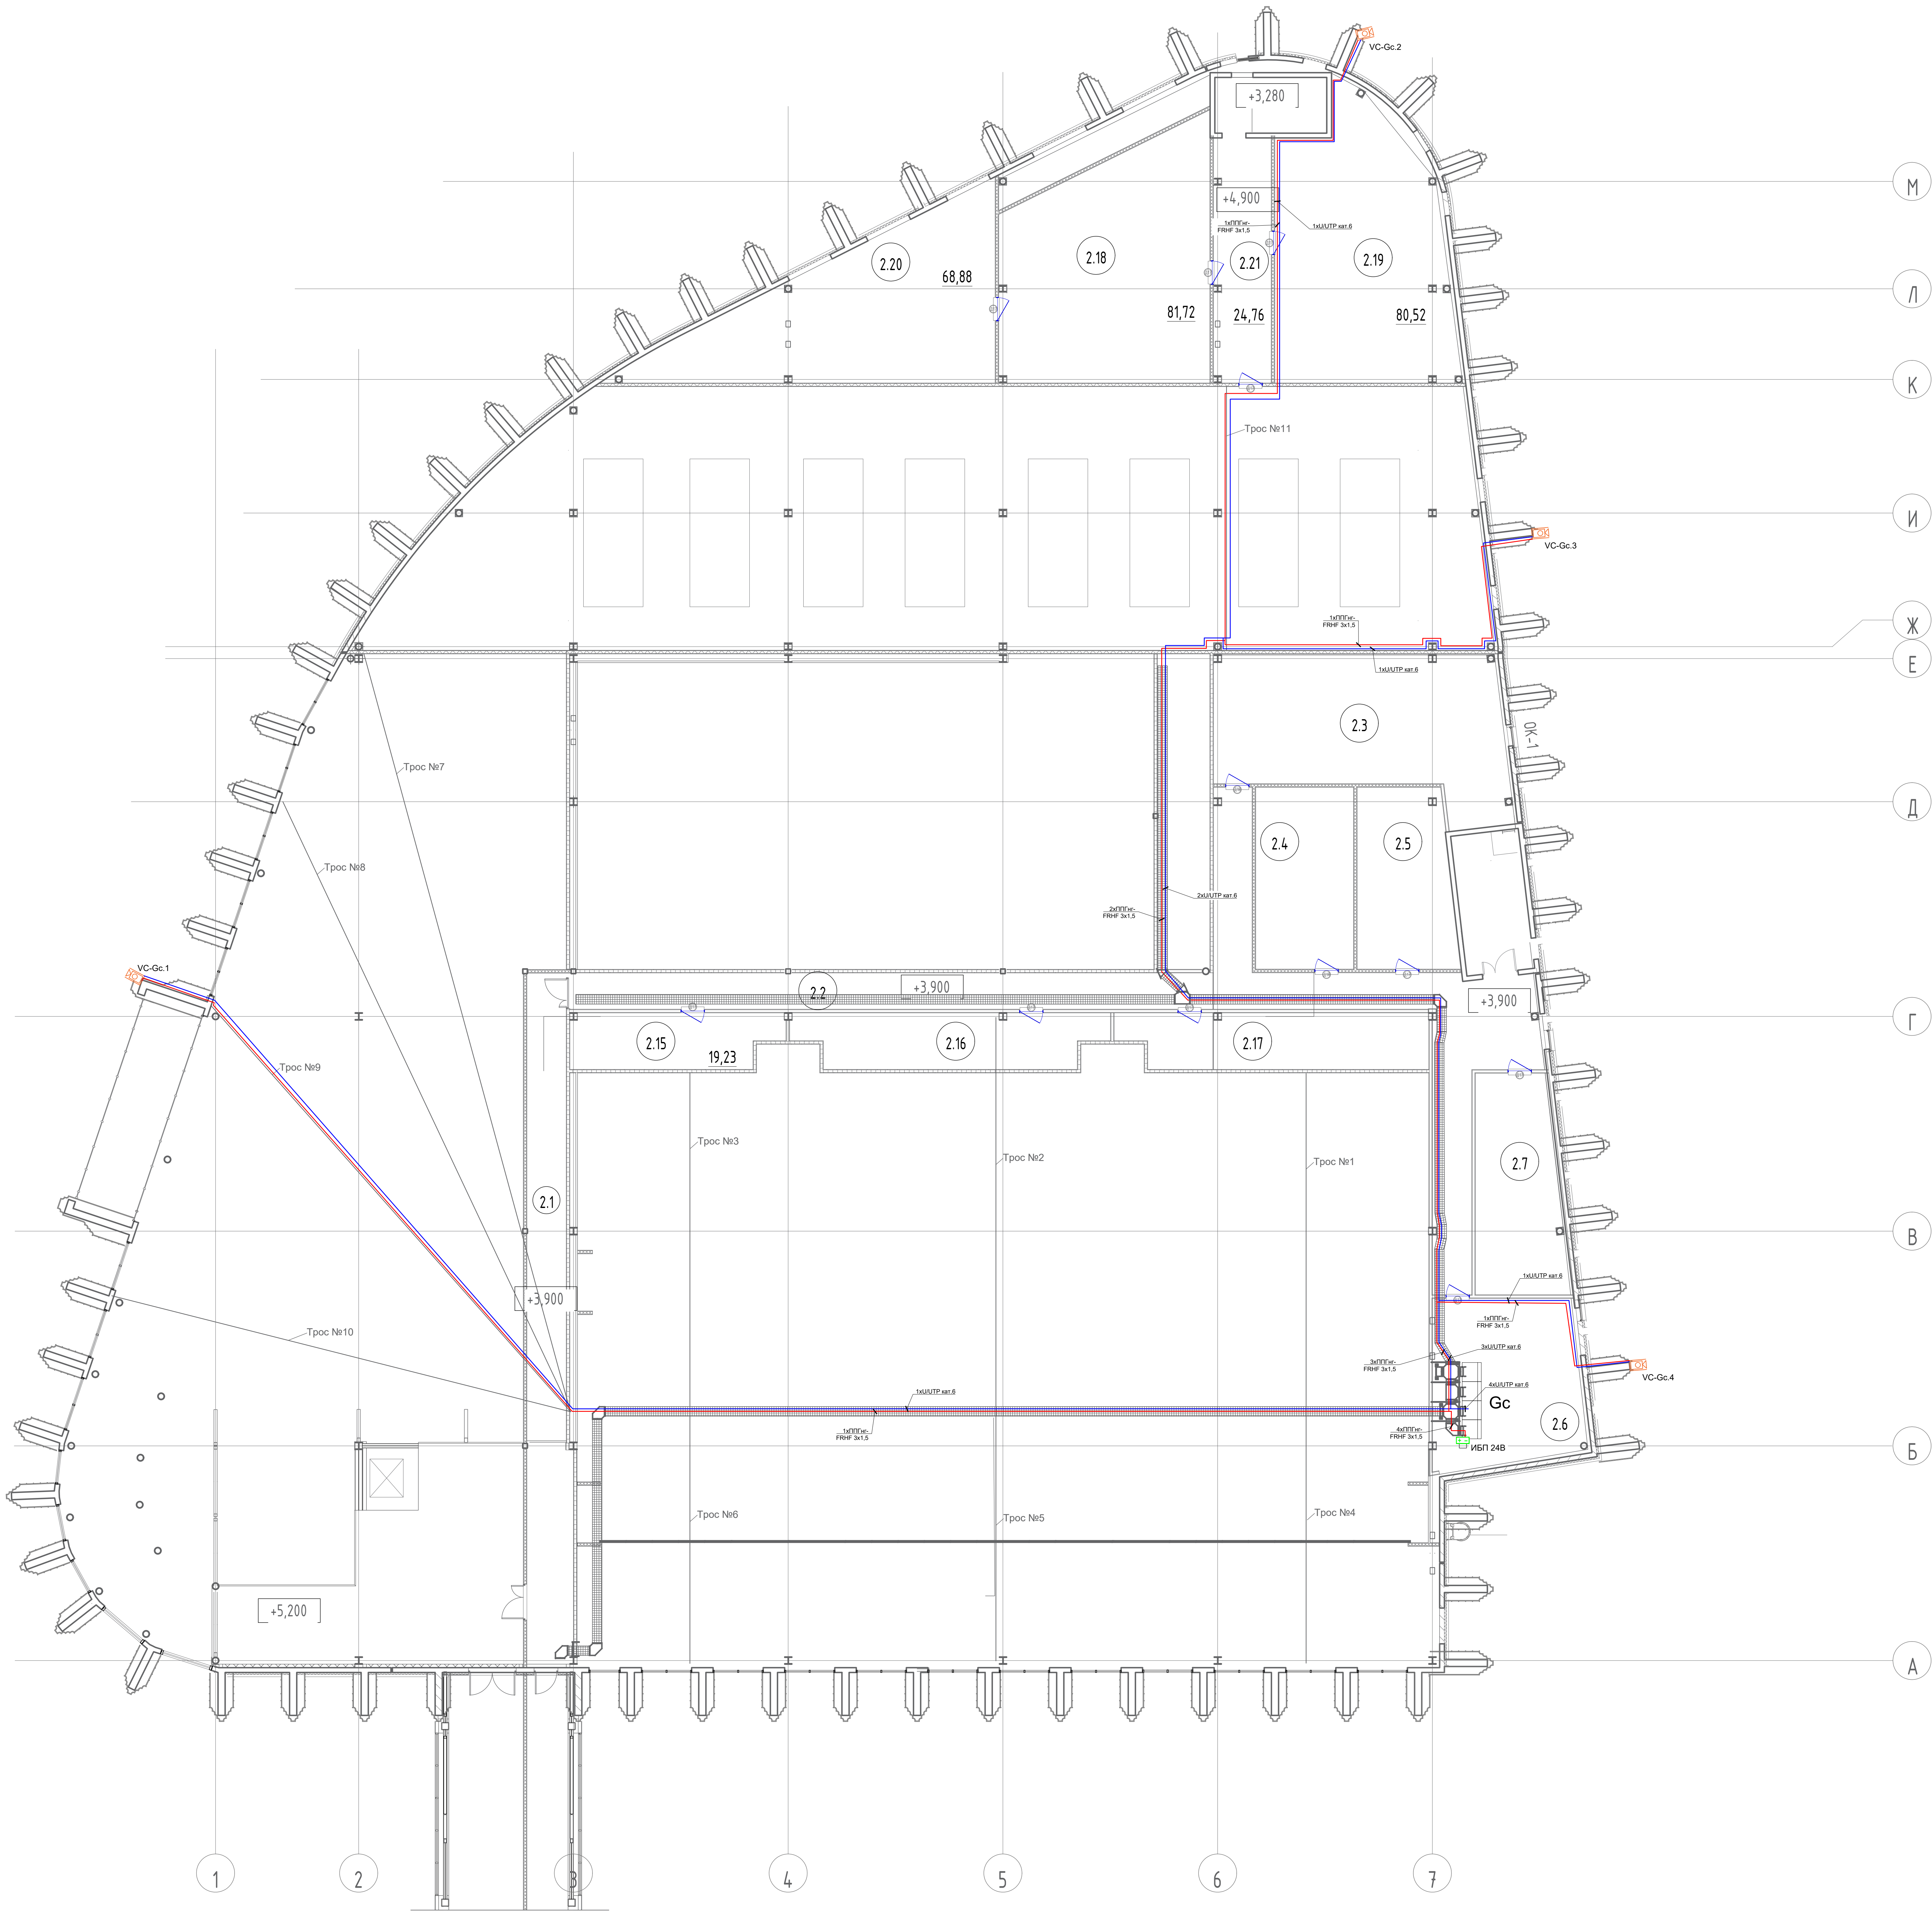 VC-Gc.2
+3,280
М
+4,900
1хППГнг-
FRHF 3х1,5
1хU/UTP кат.6
2.20
2.18
2.21
2.19
68,88
81,72
24,76
80,52
Л
К
Трос №11
И
VC-Gc.3
1хППГнг-
FRHF 3х1,5
1хU/UTP кат.6
Ж
Е
2.3
ОК-1
Трос №7
Д
2.4
2.5
Трос №8
2хU/UTP кат.6
2хППГнг-
FRHF 3х1,5
VC-Gc.1
2.2
+3,900
+3,900
Г
2.15
19,23
2.16
2.17
Трос №9
Трос №3
Трос №2
Трос №1
2.7
2.1
В
+3,900
1хU/UTP кат.6
1хППГнг-
FRHF 3х1,5
Трос №10
3хU/UTP кат.6
3хППГнг-
FRHF 3х1,5
VC-Gc.4
1хU/UTP кат.6
4хU/UTP кат.6
Gc
1хППГнг-
FRHF 3х1,5
4хППГнг-
FRHF 3х1,5
2.6
ИБП 24В
Б
Трос №6
Трос №5
Трос №4
+5,200
А
1
2
3
4
5
6
7